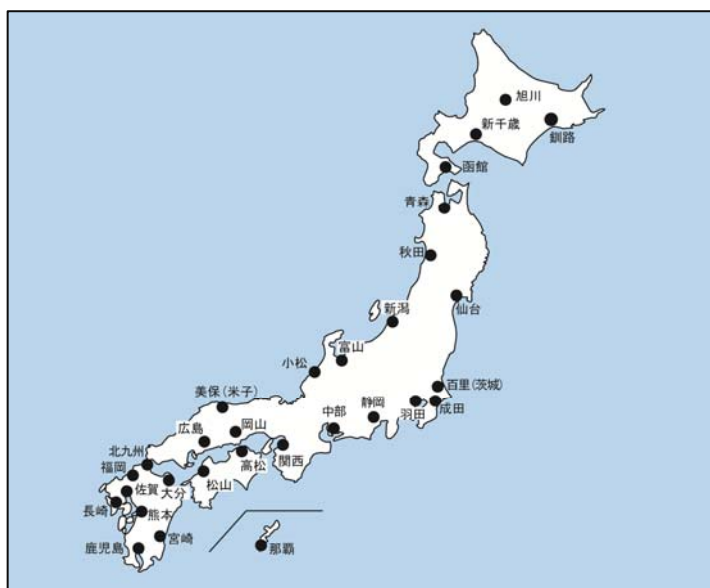 旭川
新千歳
釧路
函館
青森
秋田
仙台
新潟
富山
小松
百里(茨城)
美保(米子)
成田
羽田
静岡
中部
岡山
広島
関西
高松
北九州
福岡
松山
佐賀
大分
長崎
熊本
宮崎
鹿児島
那覇